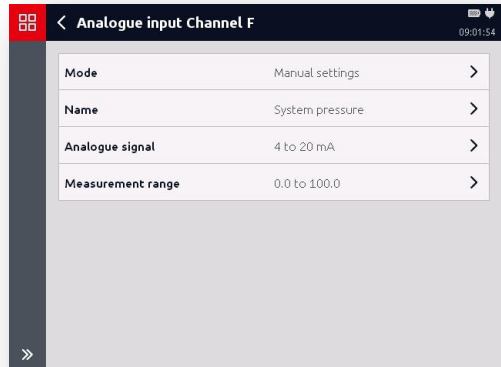 Analogue input Channel F
09:01:54
Mode Manual settings
Name System pressure
Analogue signal 4 to 20 mA
Measurement range 0.0 to 100.0